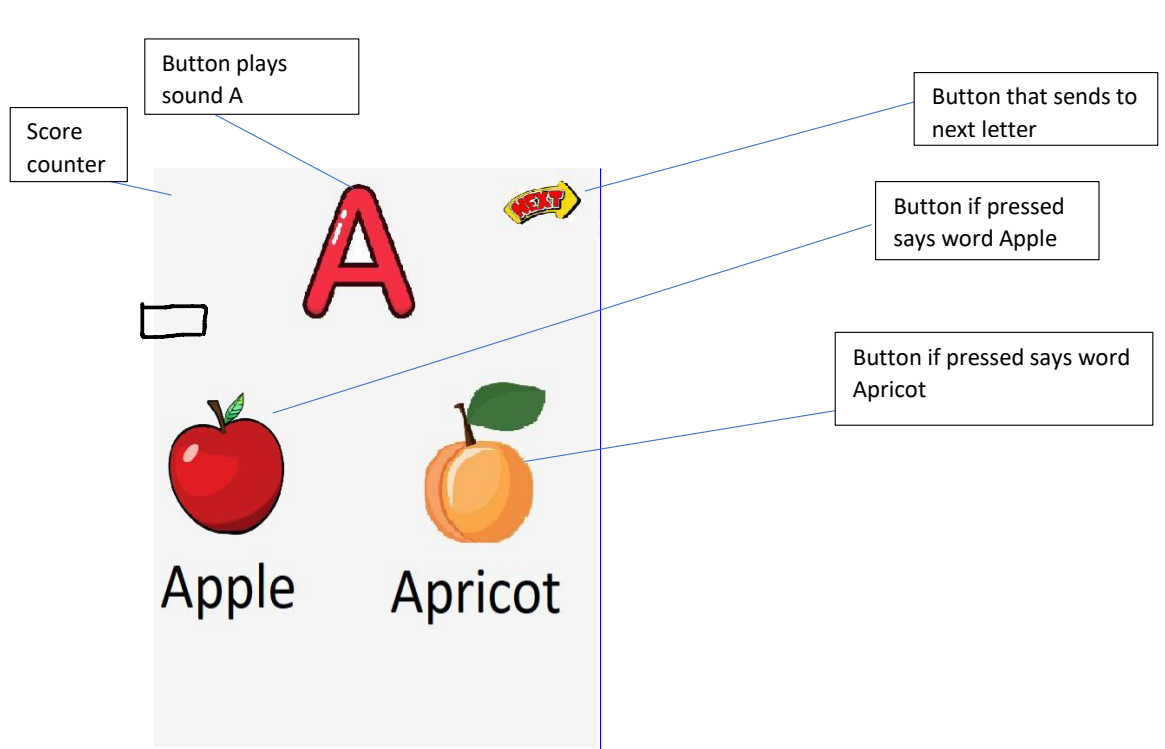 Button plays
sound A
Score
counter
Button that sends to
next letter
A
NEXT
Button if pressed
says word Apple
Button if pressed says word
Apricot
Apple
Apricot